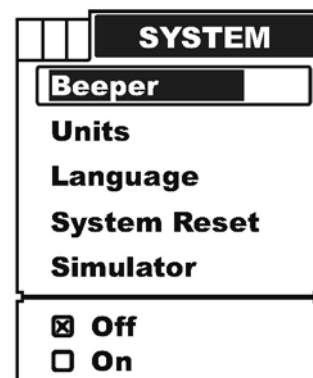 SYSTEM
Beeper
Units
Language
System Reset
Simulator
Off
On